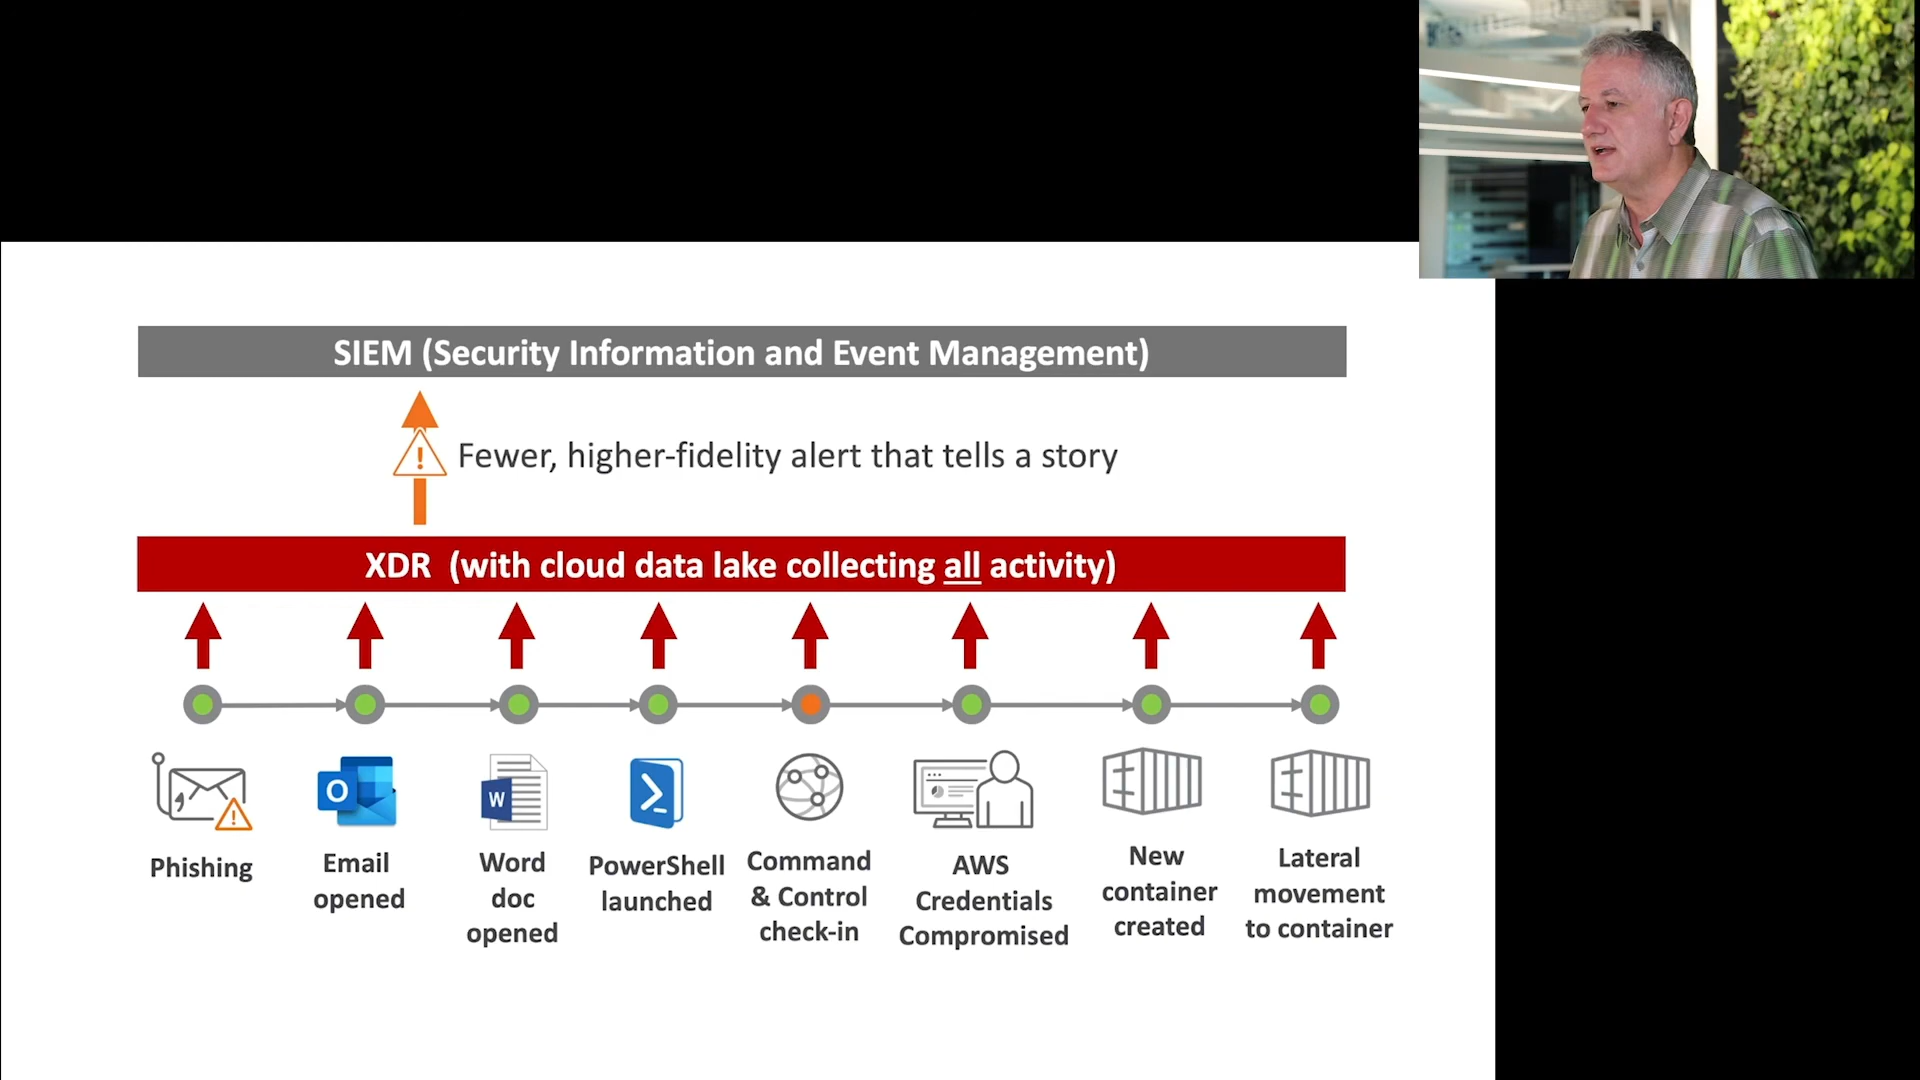 SIEM (Security Information and Event Management)
Fewer, higher-fidelity alert that tells a story
XDR (with cloud data lake collecting all activity)
O
W
Phishing
Email
opened
Word
doc
opened
PowerShell
launched
Command
& Control
check-in
AWS
Credentials
Compromised
New
container
created
Lateral
movement
to container